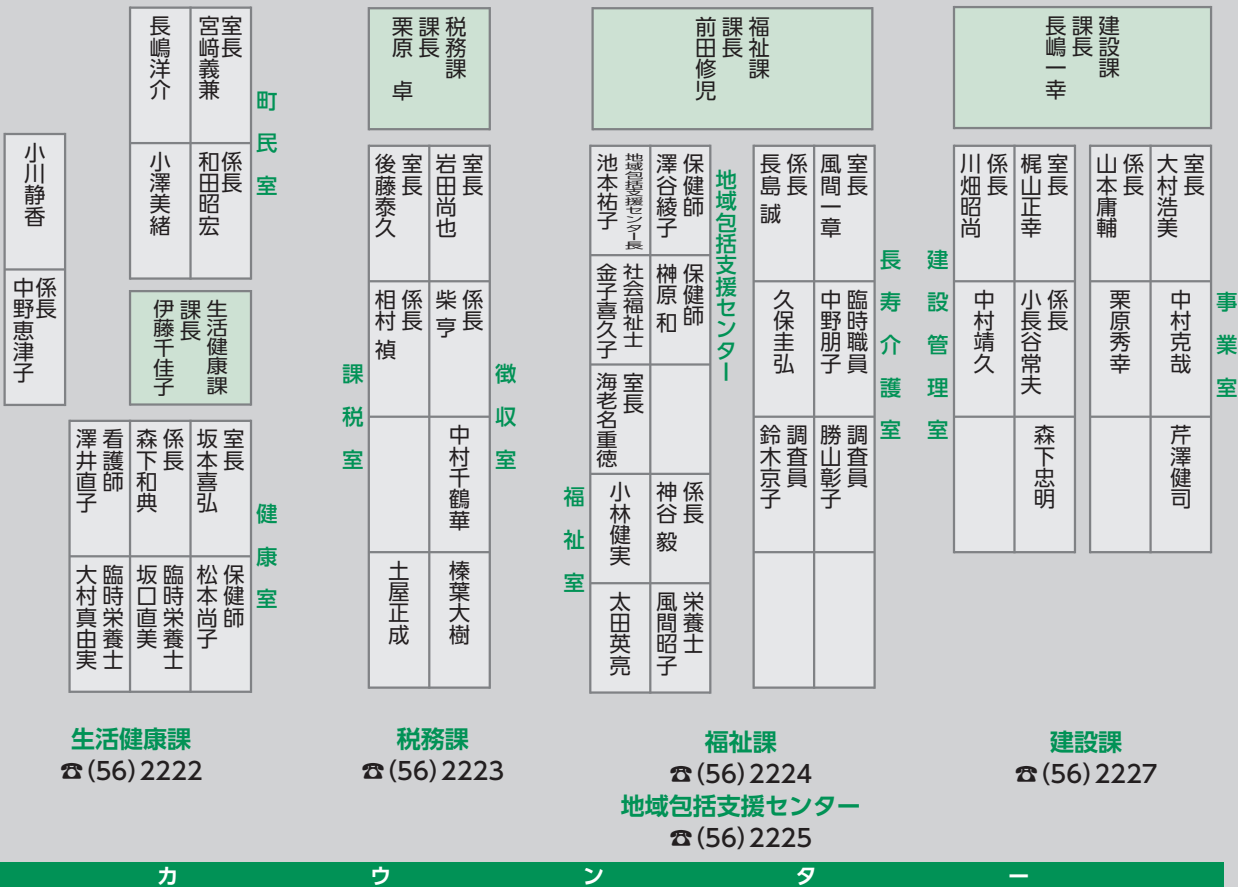 建設課
課長
長嶋一幸
事業室
室長
大村浩美
中村克哉
芹澤健司
係長
山本庸輔
栗原秀幸
建設管理室
室長
梶山正幸
係長
小長谷常夫
森下忠明
係長
川畑昭尚
中村靖久
福祉課
課長
前田修児
長寿介護室
室長
風間一章
臨時職員
中野朋子
調査員
勝山彰子
係長
長島誠
久保圭弘
調査員
鈴木京子
地域包括支援センター
保健師
澤谷綾子
保健師
榊原和
地域包括支援センター長
池本祐子
社会福祉士
金子喜久子
福祉室
室長
海老名重徳
係長
神谷毅
栄養士
風間昭子
小林健実
太田英亮
税務課
課長
栗原 卓
徴収室
室長
岩田尚也
係長
柴亨
中村千鶴華
榛葉大樹
課税室
室長
後藤泰久
係長
相村禎
土屋正成
町民室
室長
宮﨑義兼
係長
和田昭宏
長嶋洋介
小澤美緒
小川静香
係長
中野恵津子
生活健康課
課長
伊藤千佳子
健康室
室長
坂本喜弘
保健師
松本尚子
係長
森下和典
臨時栄養士
坂口直美
看護師
澤井直子
臨時栄養士
大村真由実
生活健康課
☎(56)2222
税務課
☎(56)2223
福祉課
☎(56)2224
地域包括支援センター
☎(56)2225
建設課
☎(56)2227
カウンター